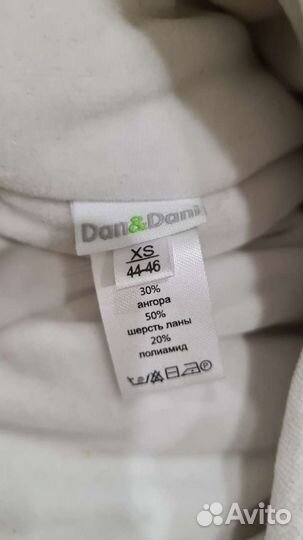 Dan&Dani
XS
44-46
30%
ангора
50%
шерсть ланы
20%
полиамид
Avito